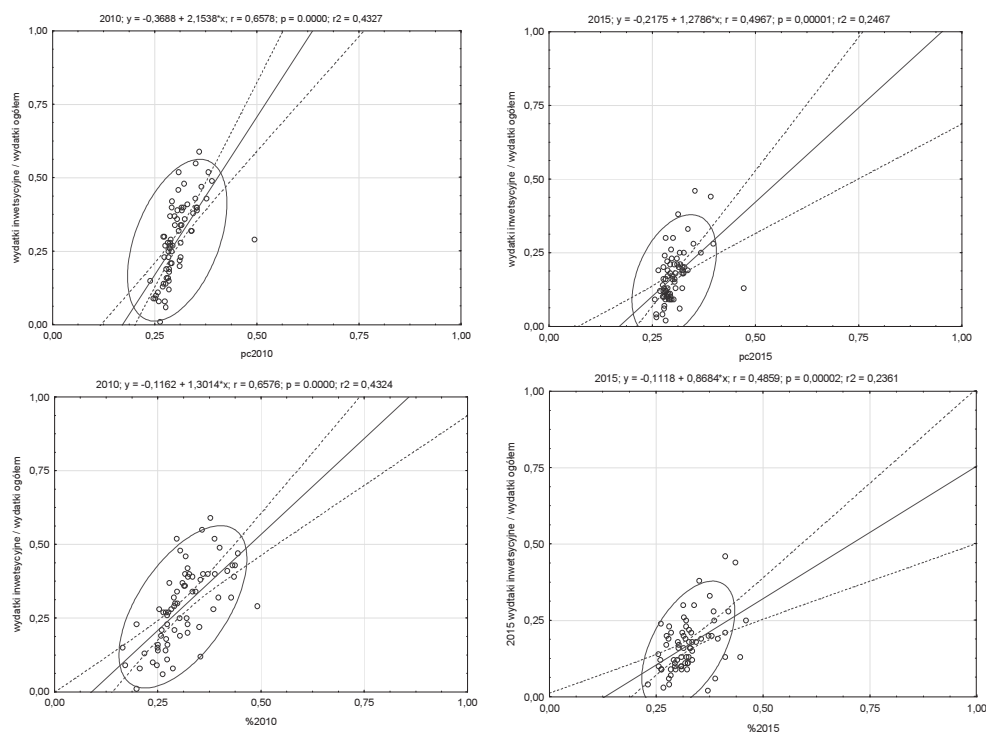 2010; y = -0,3688 + 2,1538*x; r = 0,6578; p = 0.0000; r2 = 0,4327
1,00
0,75
0,50
0,25
0,00
0,00 0,25 0,50 0,75 1,00
wydatki inwetsycyjne / wydatki ogółem
pc2010
2015; y = -0,2175 + 1,2786*x; r = 0,4967; p = 0,00001; r2 = 0,2467
1,00
0,75
0,50
0,25
0,00
0,00 0,25 0,50 0,75 1,00
wydatki inwetsycyjne / wydatki ogółem
pc2015
2010; y = -0,1162 + 1,3014*x; r = 0,6576; p = 0.0000; r2 = 0,4324
1,00
0,75
0,50
0,25
0,00
0,00 0,25 0,50 0,75 1,00
wydatki inwetsycyjne / wydatki ogółem
%2010
2015; y = -0,1118 + 0,8684*x; r = 0,4859; p = 0,00002; r2 = 0,2361
1,00
0,75
0,50
0,25
0,00
0,00 0,25 0,50 0,75 1,00
2015 wydtaki inwetsycyjne / wydatki ogółem
%2015